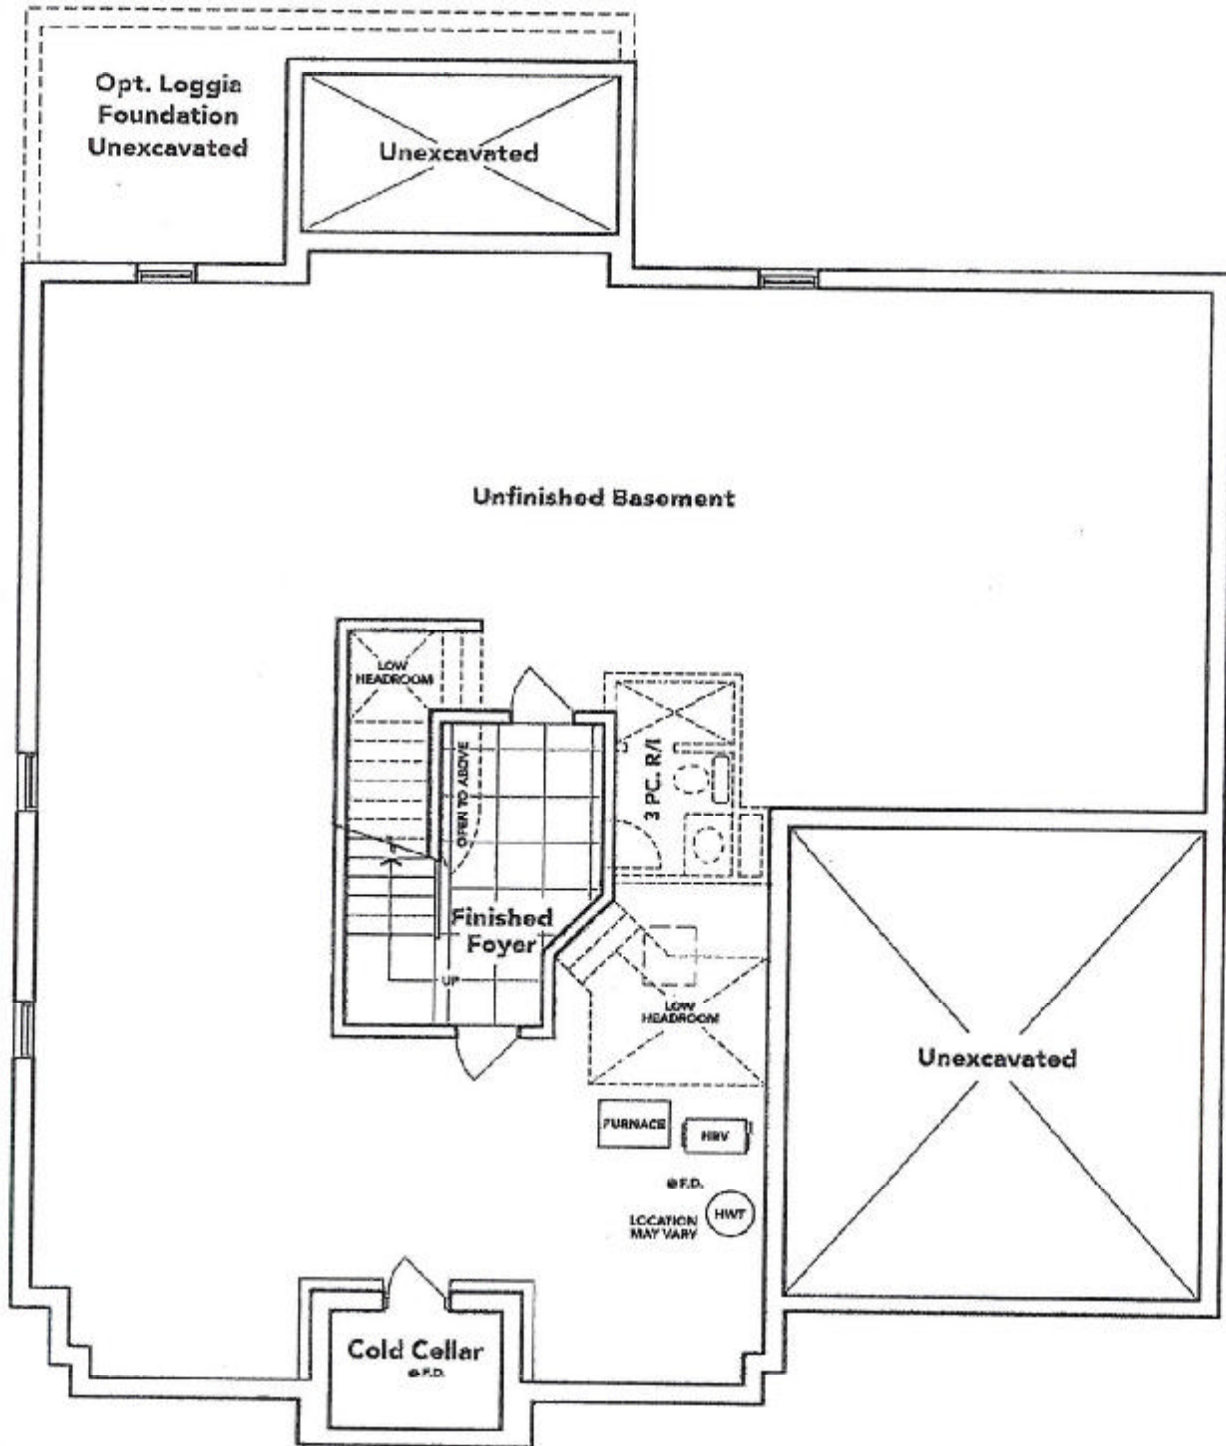 Opt. Loggia
Foundation
Unexcavated
Unexcavated
Unfinished Basement
LOW
HEADROOM
OPEN TO ABOVE
3 PC. R/I
Finished
Foyer
UP
LOW
HEADROOM
Unexcavated
FURNACE
HRV
F.D.
HWT
LOCATION
MAY VARY
Cold Cellar
F.D.